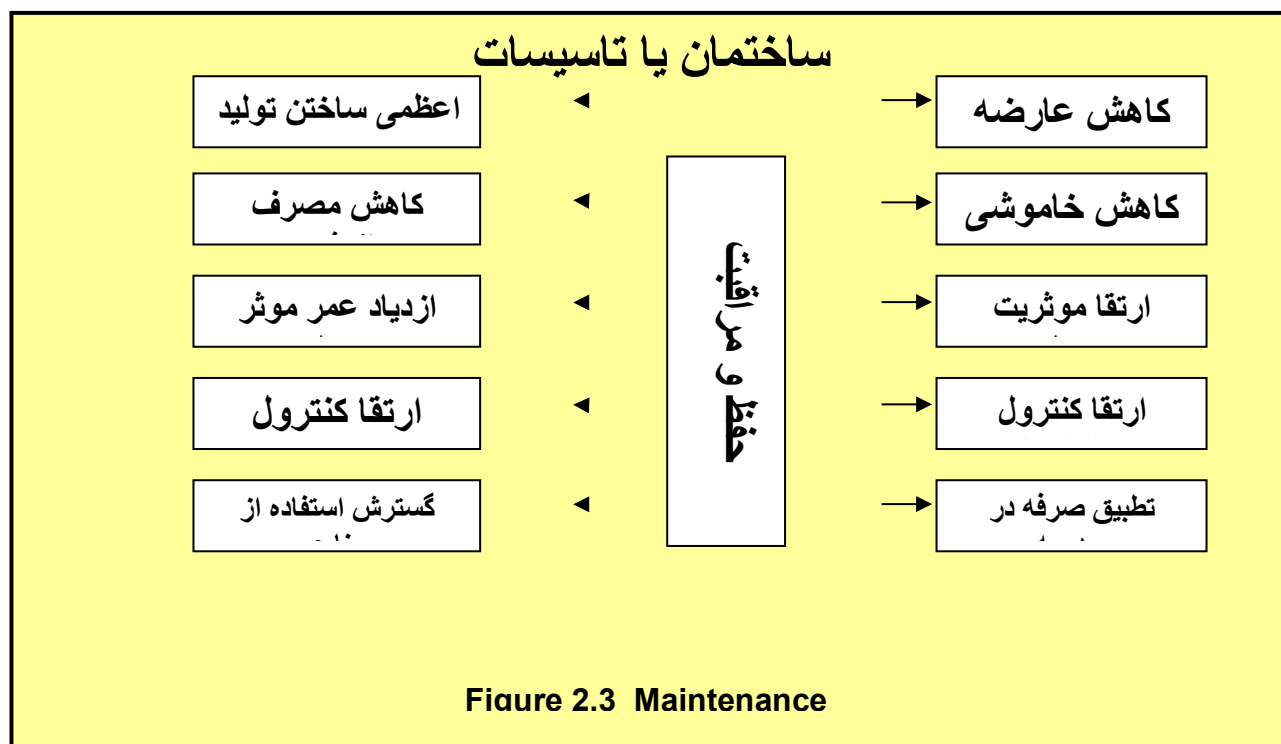 ساختمان یا تاسیسات
کاهش عارضه
اعظمی ساختن تولید
کاهش خاموشی
کاهش مصرف
ارتقا موثریت
ازدیاد عمر موثر
ارتقا کنترول
ارتقا کنترول
تطبیق صرفه در
گسترش استفاده از
حفظ و مراقبت
Figure 2.3 Maintenance